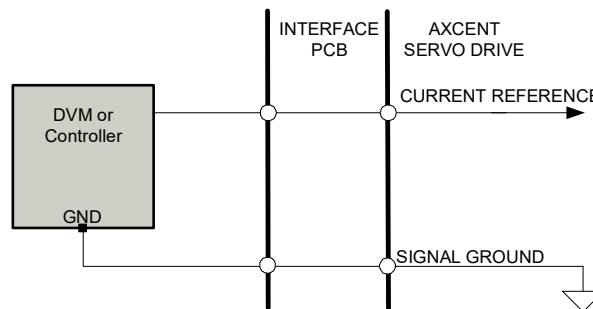 INTERFACE
PCB
AXCENT
SERVO DRIVE
DVM or
Controller
CURRENT REFERENCE
GND
SIGNAL GROUND